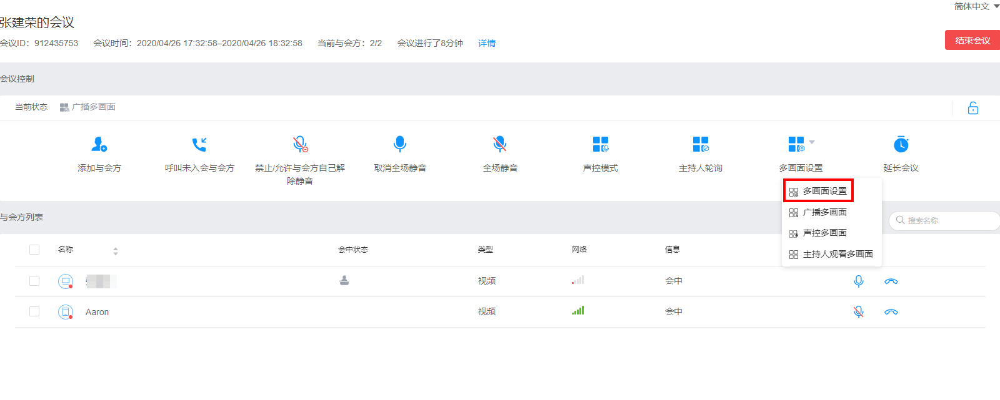 简体中文
张建荣的会议
会议ID：912435753 会议时间：2020/04/26 17:32:58–2020/04/26 18:32:58 当前与会方：2/2 会议进行了8分钟 详情
结束会议
会议控制
当前状态 广播多画面
添加与会方
呼叫未入会与会方
禁止/允许与会方自己解
除静音
取消全场静音
全场静音
声控模式
主持人轮询
多画面设置
延长会议
多画面设置
广播多画面
声控多画面
主持人观看多画面
与会方列表
搜索名称
名称 会中状态 类型 网络 信息
视频 会中
Aaron 视频 会中